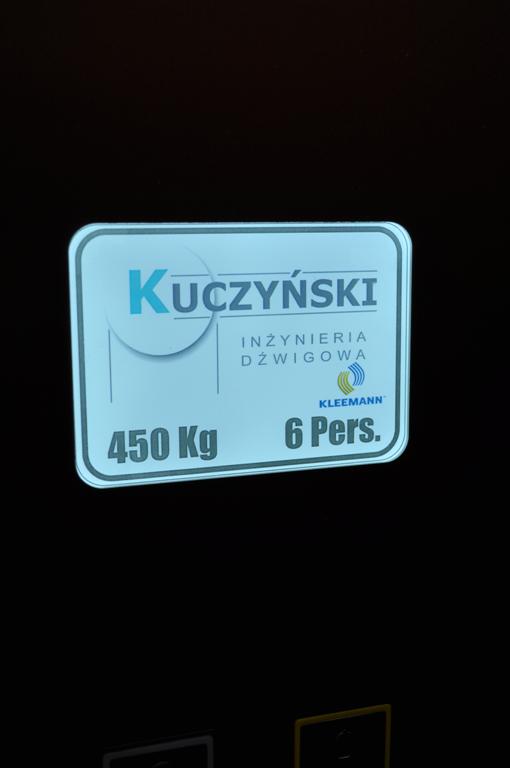 KUCZYŃSKI
INŻYNIERIA
DŹWIGOWA
KLEEMANN
450 Kg 6 Pers.